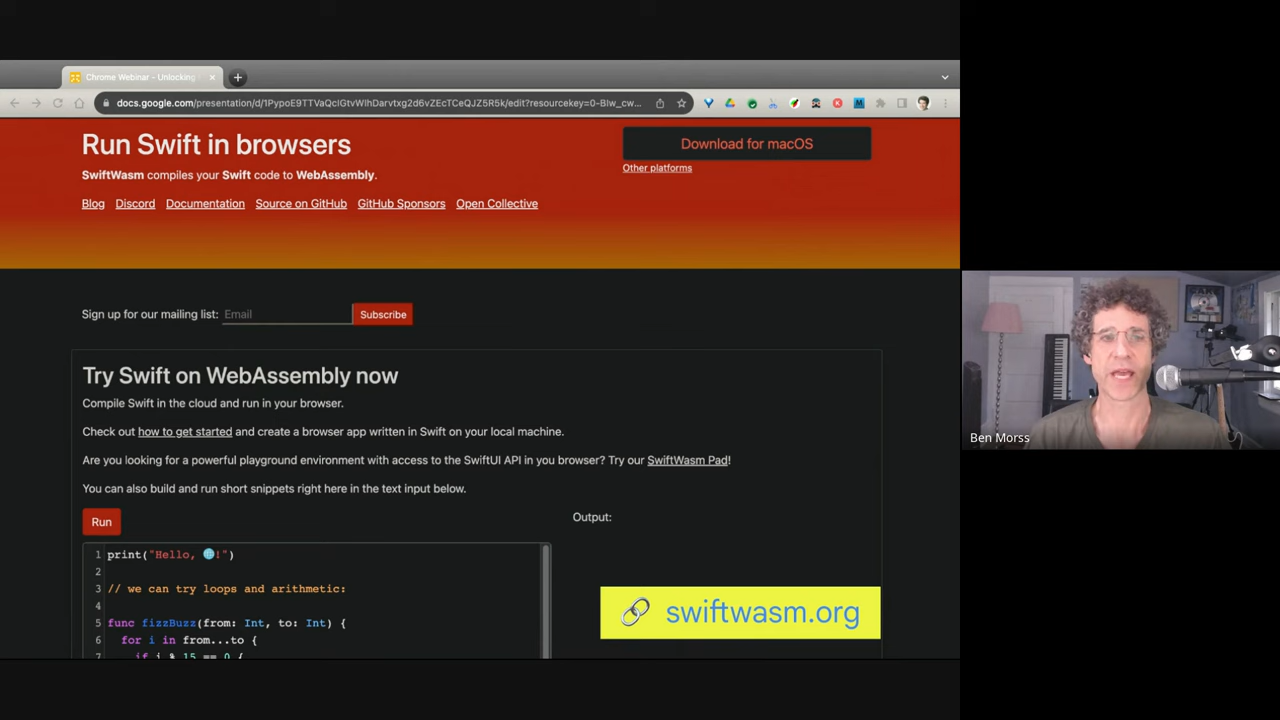 Chrome Webinar - Unlocking
docs.google.com/presentation/d/1PypoE9TTVaQclGtvWlhDarvtxg2d6vZEcTCeQJZ5R5k/edit?resourcekey=0-Blw_cw...
Run Swift in browsers
Download for macOS
Other platforms
SwiftWasm compiles your Swift code to WebAssembly.
Blog Discord Documentation Source on GitHub GitHub Sponsors Open Collective
Sign up for our mailing list: Email Subscribe
Try Swift on WebAssembly now
Compile Swift in the cloud and run in your browser.
Check out how to get started and create a browser app written in Swift on your local machine.
Are you looking for a powerful playground environment with access to the SwiftUI API in you browser? Try our SwiftWasm Pad!
You can also build and run short snippets right here in the text input below.
Run
Output:
1 print("Hello, 🌐!")
2
3 // we can try loops and arithmetic:
4
5 func fizzBuzz(from: Int, to: Int) {
6 for i in from...to {
7 if i % 15 == 0 {
swiftwasm.org
Ben Morss